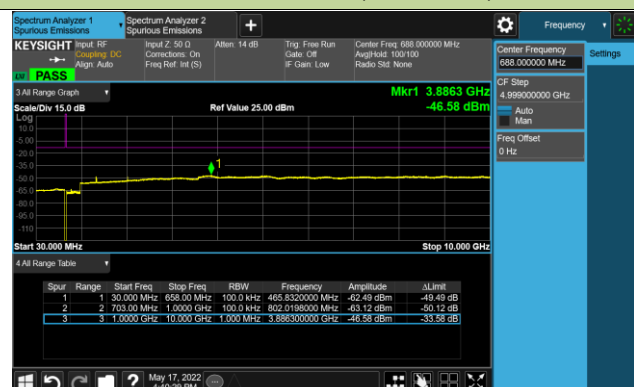 Spectrum Analyzer 1
Spurious Emissions
Spectrum Analyzer 2
Spurious Emissions
Frequency
KEYSIGHT
Input: RF
Coupling: DC
Align: Auto
Input Z: 50 Ω
Corrections: On
Freq Ref: Int (S)
Atten: 14 dB
Trig: Free Run
Gate: Off
IF Gain: Low
Center Freq: 688.000000 MHz
Avg|Hold: 100/100
Radio Std: None
PASS
Center Frequency
688.000000 MHz
Settings
CF Step
4.999000000 GHz
Auto
Man
Freq Offset
0 Hz
3 All Range Graph
Mkr1 3.8863 GHz
Scale/Div 15.0 dB
Ref Value 25.00 dBm
-46.58 dBm
Log
10.0
-5.00
-20.0
-35.0
-50.0
-65.0
-80.0
-95.0
-110
1
Start 30.000 MHz
Stop 10.000 GHz
4 All Range Table
Spur Range Start Freq Stop Freq RBW Frequency Amplitude ΔLimit
1 1 30.000 MHz 658.00 MHz 100.0 kHz 465.8320000 MHz -62.49 dBm -49.49 dB
2 2 703.00 MHz 1.0000 GHz 100.0 kHz 802.0198000 MHz -63.12 dBm -50.12 dB
3 3 1.0000 GHz 10.000 GHz 1.000 MHz 3.886300000 GHz -46.58 dBm -33.58 dB
?
May 17, 2022